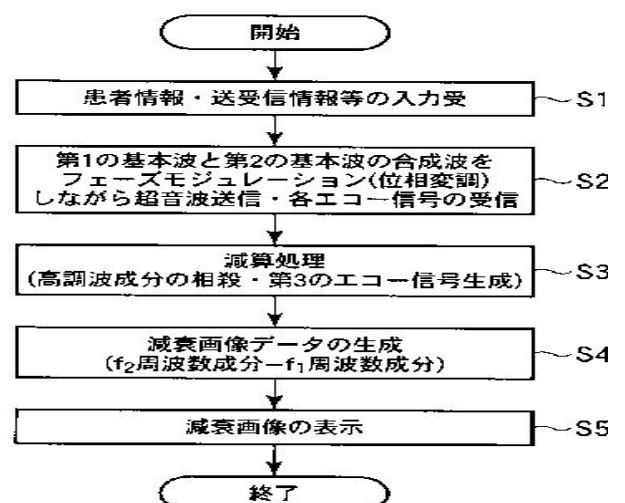 開始
患者情報・送受信情報等の入力受
S1
第1の基本波と第2の基本波の合成波を
フェーズモジュレーション(位相変調)
しながら超音波送信・各エコー信号の受信
S2
減算処理
(高調波成分の相殺・第3のエコー信号生成)
S3
減衰画像データの生成
(f₂周波数成分−f₁周波数成分)
S4
減衰画像の表示
S5
終了